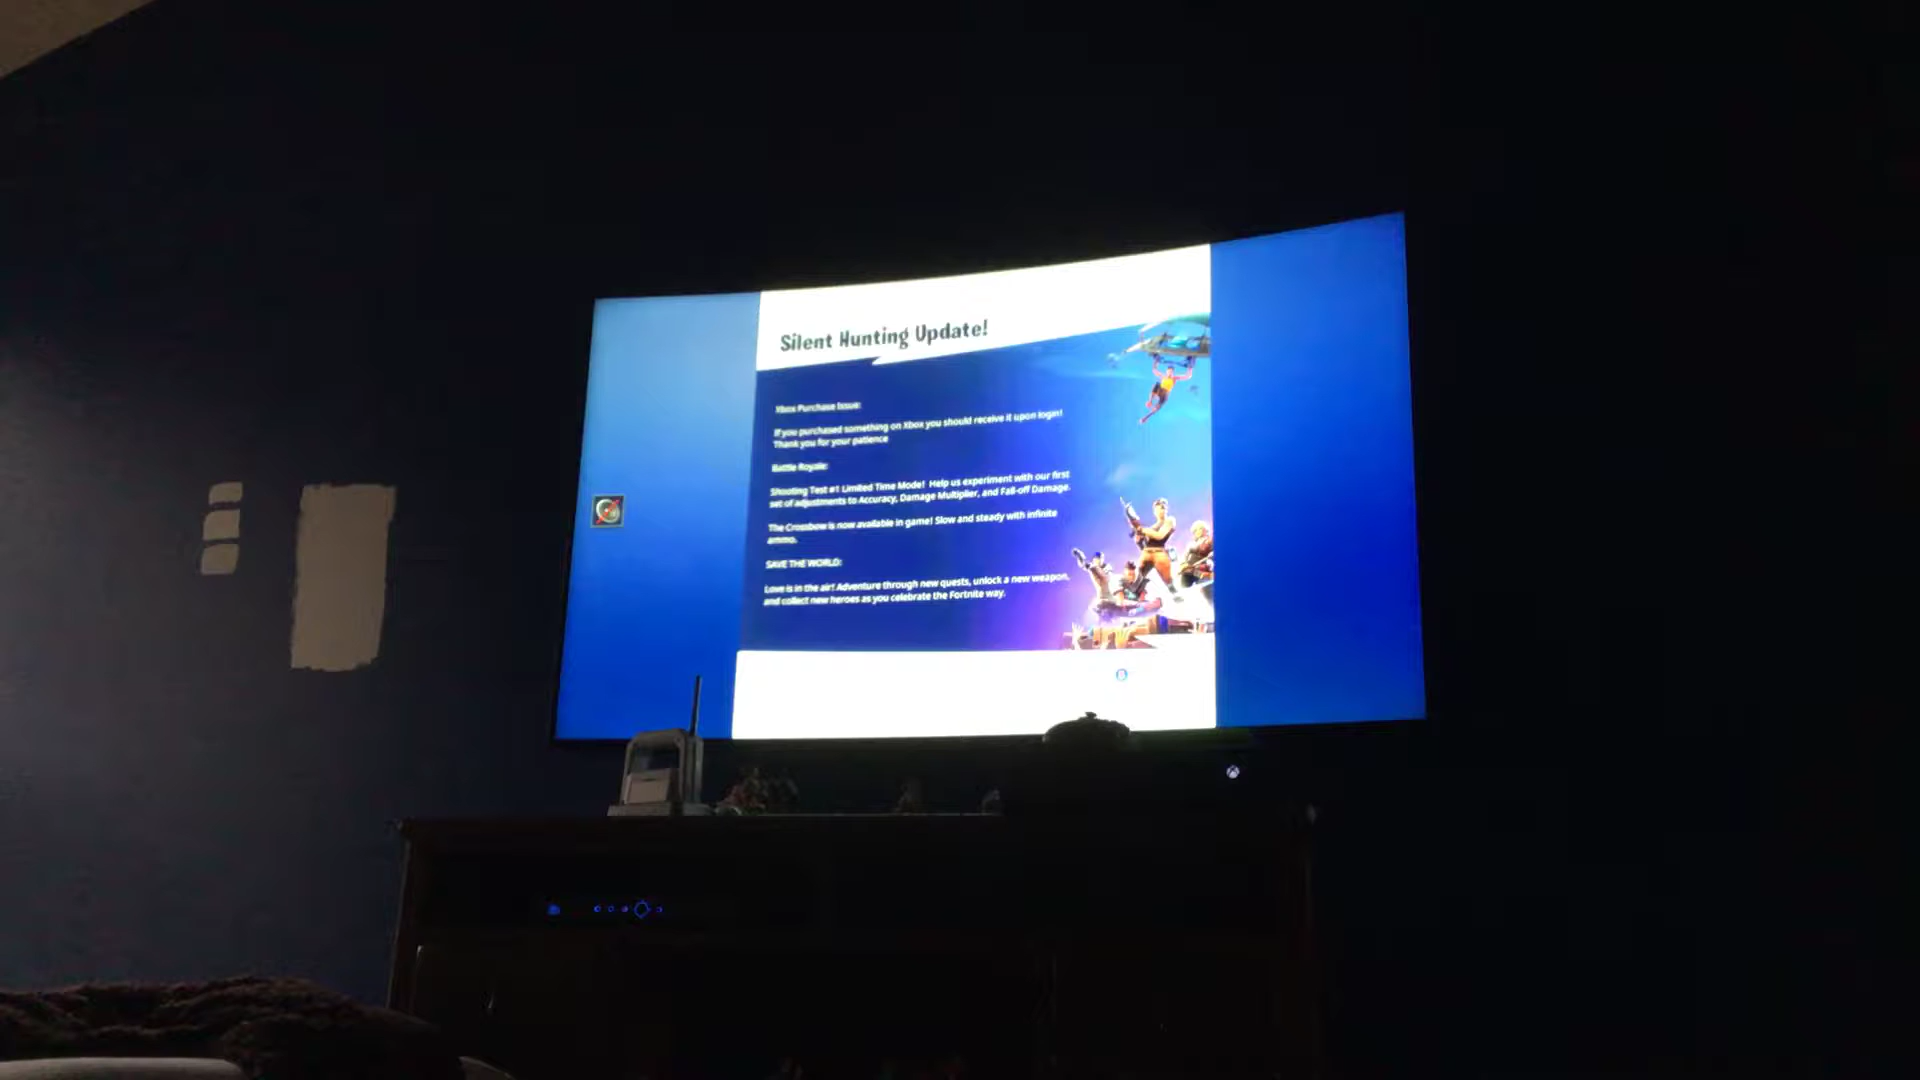 Silent Hunting Update!
Xbox Purchase Issue:
If you purchased something on Xbox you should receive it upon login!
Thank you for your patience
Battle Royale:
Shooting Test #1 Limited Time Mode! Help us experiment with our first
set of adjustments to Accuracy, Damage Multiplier, and Fall-off Damage.
The Crossbow is now available in game! Slow and steady with infinite
ammo.
SAVE THE WORLD:
Love is in the air! Adventure through new quests, unlock a new weapon,
and collect new heroes as you celebrate the Fortnite way.